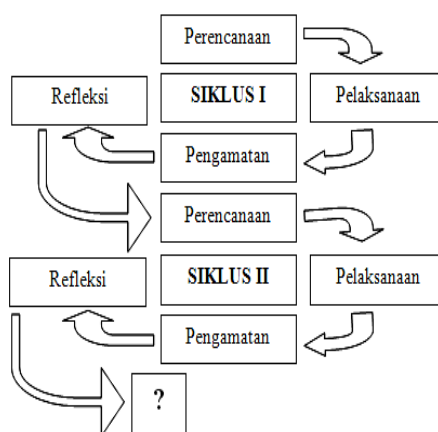 Perencanaan
Refleksi
SIKLUS I
Pelaksanaan
Pengamatan
Perencanaan
Refleksi
SIKLUS II
Pelaksanaan
Pengamatan
?